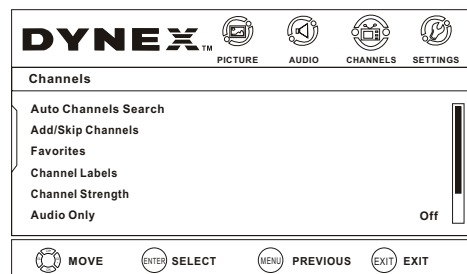 DYNEX™
PICTURE AUDIO CHANNELS SETTINGS
Channels
Auto Channels Search
Add/Skip Channels
Favorites
Channel Labels
Channel Strength
Audio Only Off
MOVE ENTER SELECT MENU PREVIOUS EXIT EXIT